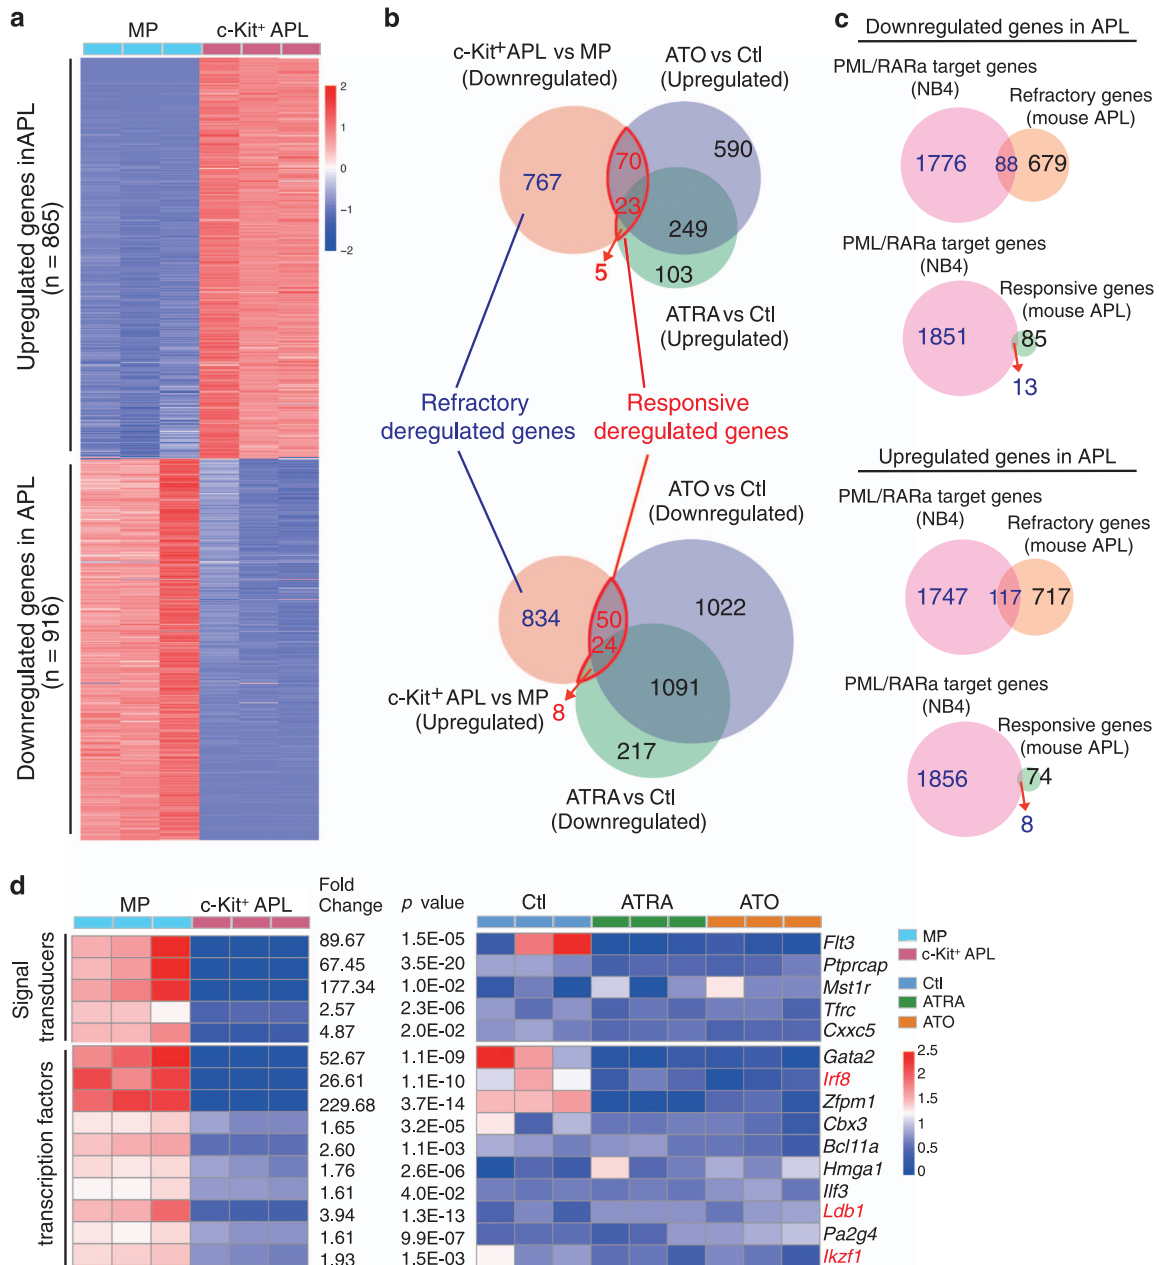 a
MP
c-Kit⁺ APL
Upregulated genes inAPL
(n = 865)
Downregulated genes in APL
(n = 916)
2
1
0
−1
−2
b
c-Kit⁺APL vs MP
(Downregulated)
ATO vs Ctl
(Upregulated)
767
70
590
23
249
5
103
ATRA vs Ctl
(Upregulated)
Refractory
deregulated genes
Responsive
deregulated genes
ATO vs Ctl
(Downregulated)
834
50
1022
24
1091
c-Kit⁺ APL vs MP
(Upregulated)
8
217
ATRA vs Ctl
(Downregulated)
c
Downregulated genes in APL
PML/RARa target genes
(NB4)
Refractory genes
(mouse APL)
1776
88
679
PML/RARa target genes
(NB4)
Responsive genes
(mouse APL)
1851
85
13
Upregulated genes in APL
PML/RARa target genes
(NB4)
Refractory genes
(mouse APL)
1747
117
717
PML/RARa target genes
(NB4)
Responsive genes
(mouse APL)
1856
74
8
d
MP
c-Kit⁺ APL
Fold
Change
p value
Ctl
ATRA
ATO
Signal
transducers
89.67 1.5E-05 Flt3
67.45 3.5E-20 Ptprcap
177.34 1.0E-02 Mst1r
2.57 2.3E-06 Tfrc
4.87 2.0E-02 Cxxc5
transcription factors
52.67 1.1E-09 Gata2
26.61 1.1E-10 Irf8
229.68 3.7E-14 Zfpm1
1.65 3.2E-05 Cbx3
2.60 1.1E-03 Bcl11a
1.76 2.6E-06 Hmga1
1.61 4.0E-02 Ilf3
3.94 1.3E-13 Ldb1
1.61 9.9E-07 Pa2g4
1.93 1.5E-03 Ikzf1
MP
c-Kit⁺ APL
Ctl
ATRA
ATO
2.5
2
1.5
1
0.5
0